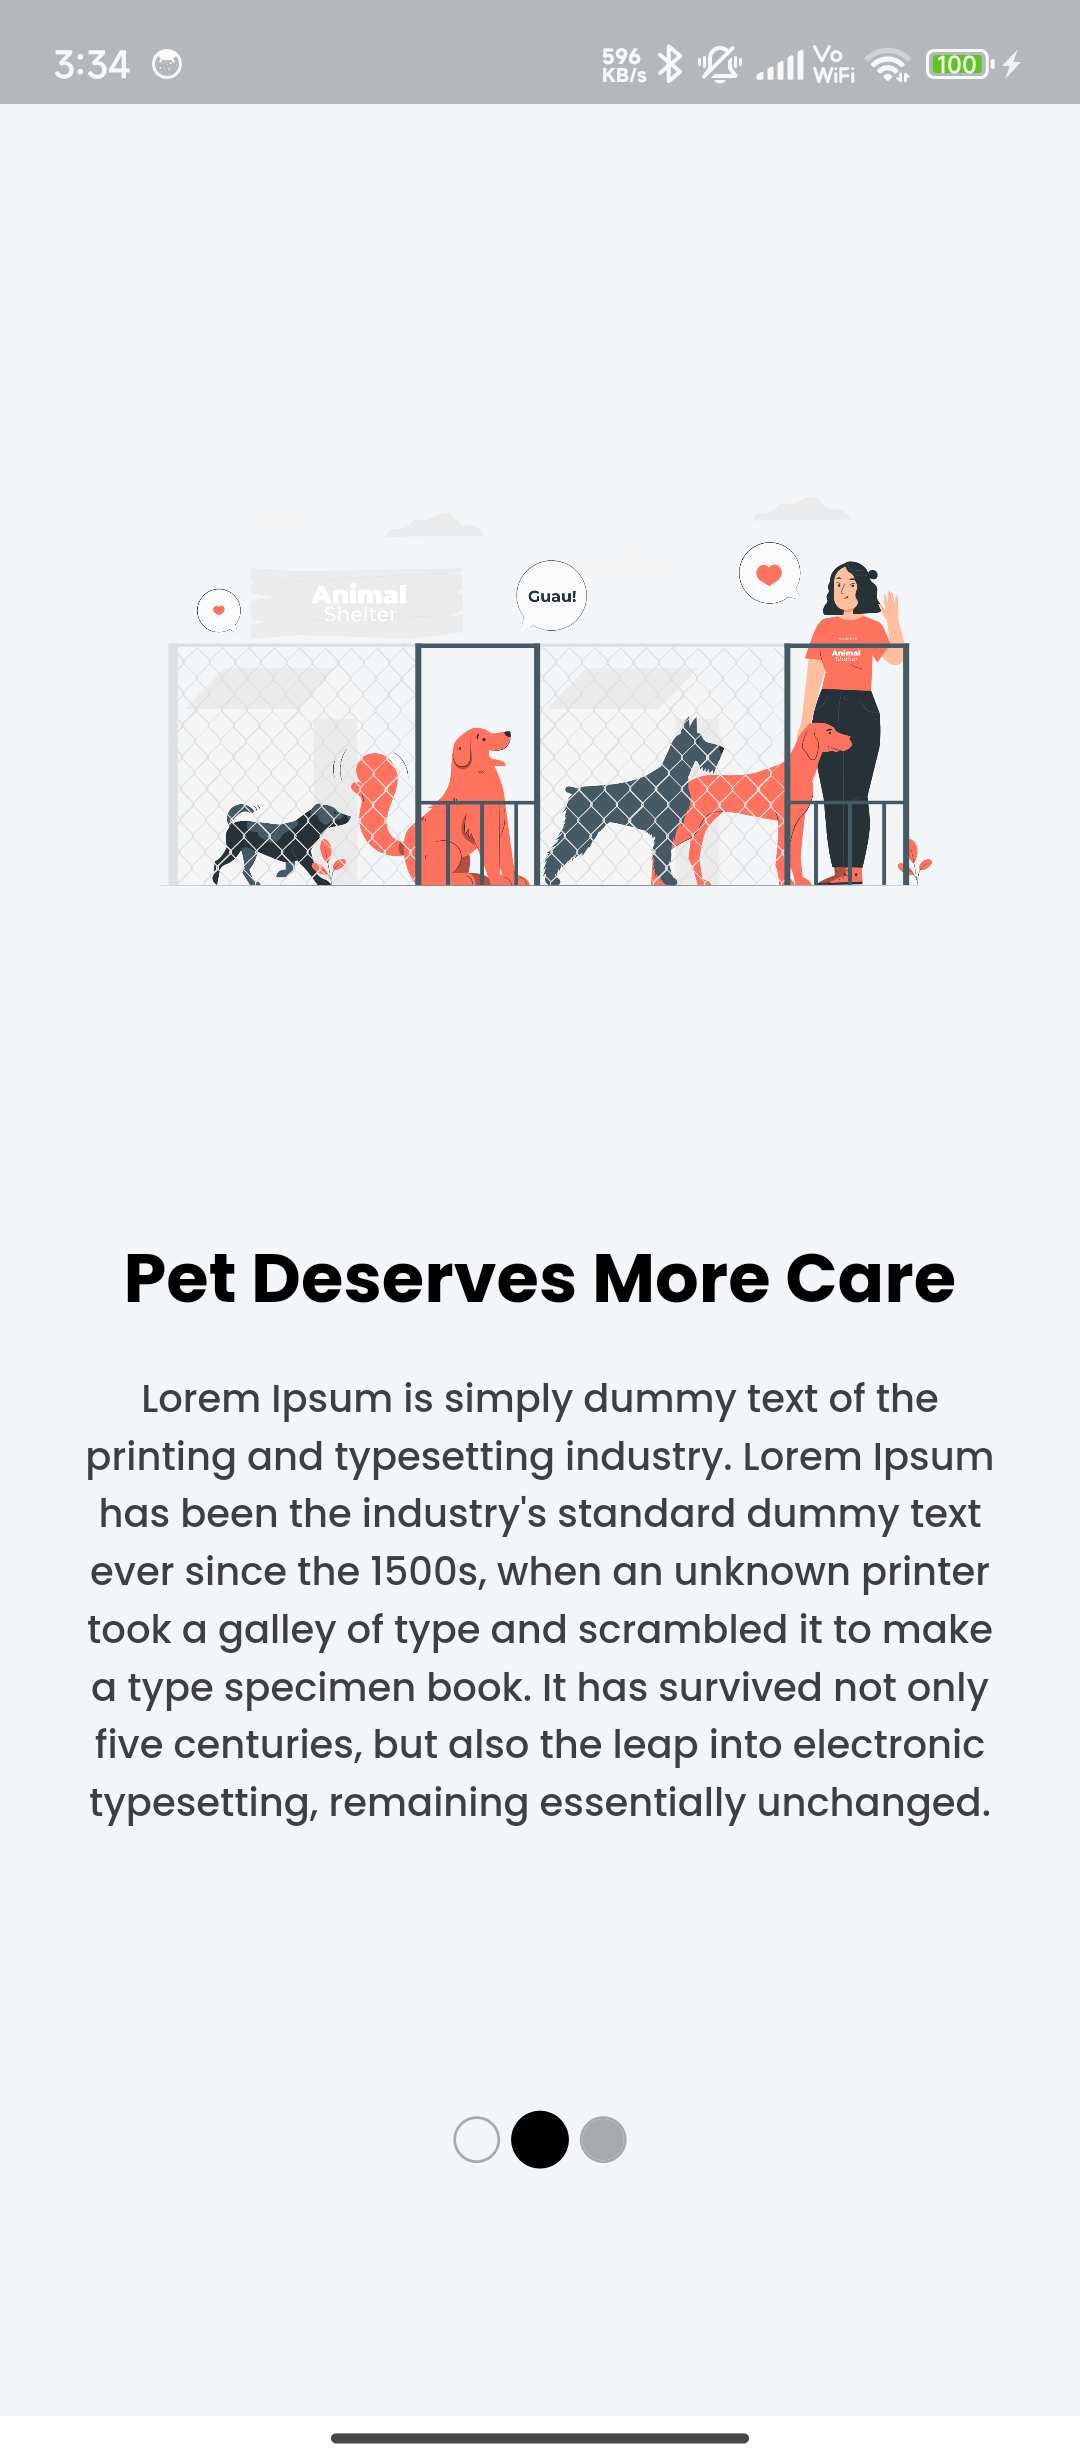 3:34
596
KB/s
Vo
WiFi
100
Animal
Shelter
Guau!
Animal
Shelter
Pet Deserves More Care
Lorem Ipsum is simply dummy text of the
printing and typesetting industry. Lorem Ipsum
has been the industry's standard dummy text
ever since the 1500s, when an unknown printer
took a galley of type and scrambled it to make
a type specimen book. It has survived not only
five centuries, but also the leap into electronic
typesetting, remaining essentially unchanged.